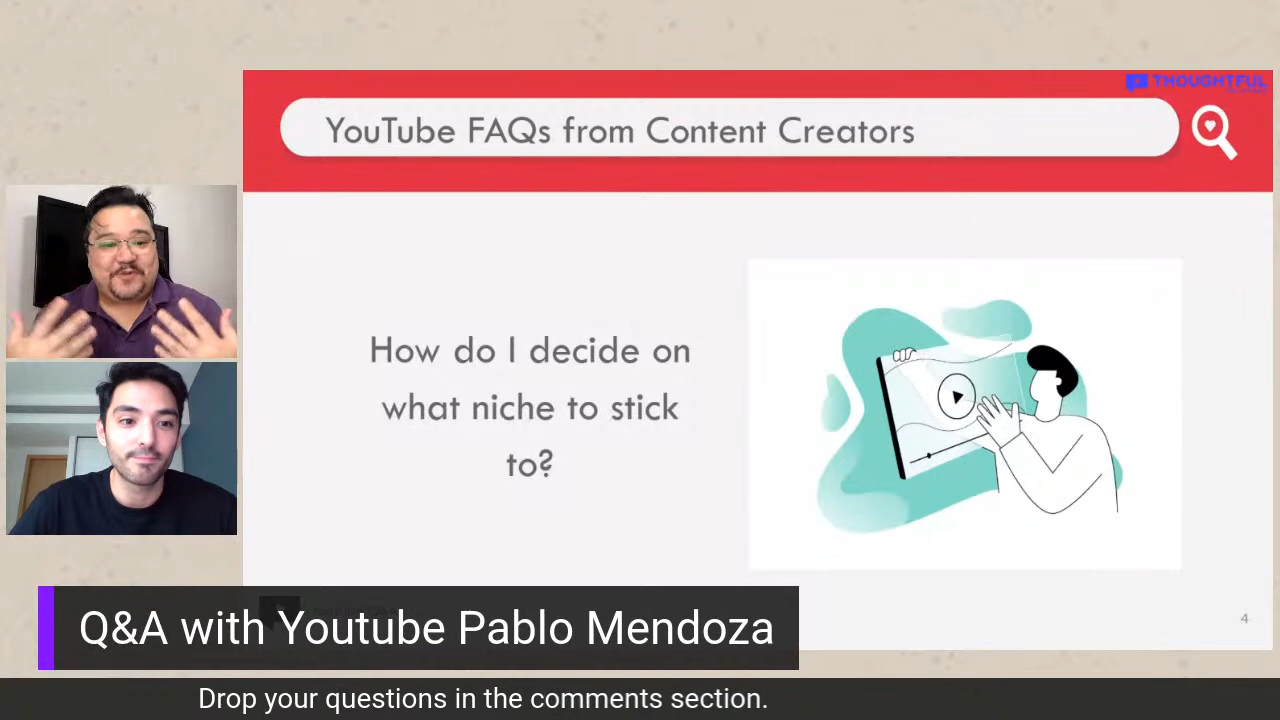 THOUGHTFUL
YouTube FAQs from Content Creators
How do I decide on
what niche to stick
to?
Q&A with Youtube Pablo Mendoza
4
Drop your questions in the comments section.